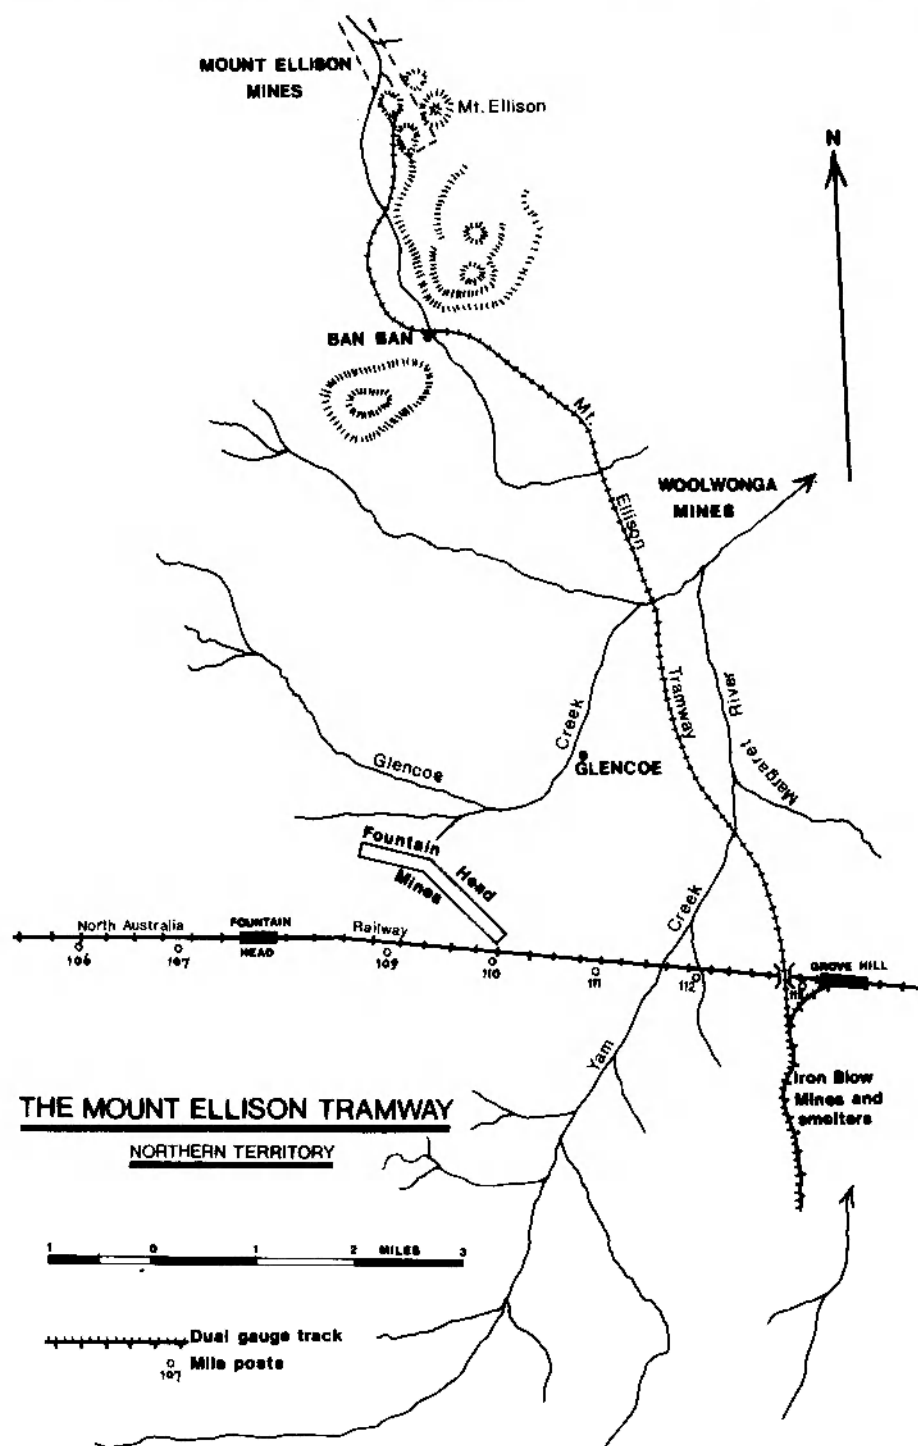 MOUNT ELLISON
MINES
Mt. Ellison
N
BAN BAN
Mt.
Ellison
Tramway
WOOLWONGA
MINES
River
Margaret
Creek
GLENCOE
Glencoe
Fountain
Head
Mines
Creek
North Australia
FOUNTAIN
HEAD
Railway
GROVE HILL
106
107
109
110
111
112
Yam
Iron Blow
Mines and
smelters
THE MOUNT ELLISON TRAMWAY
NORTHERN TERRITORY
1 0 1 2 MILES 3
Dual gauge track
Mile posts
107